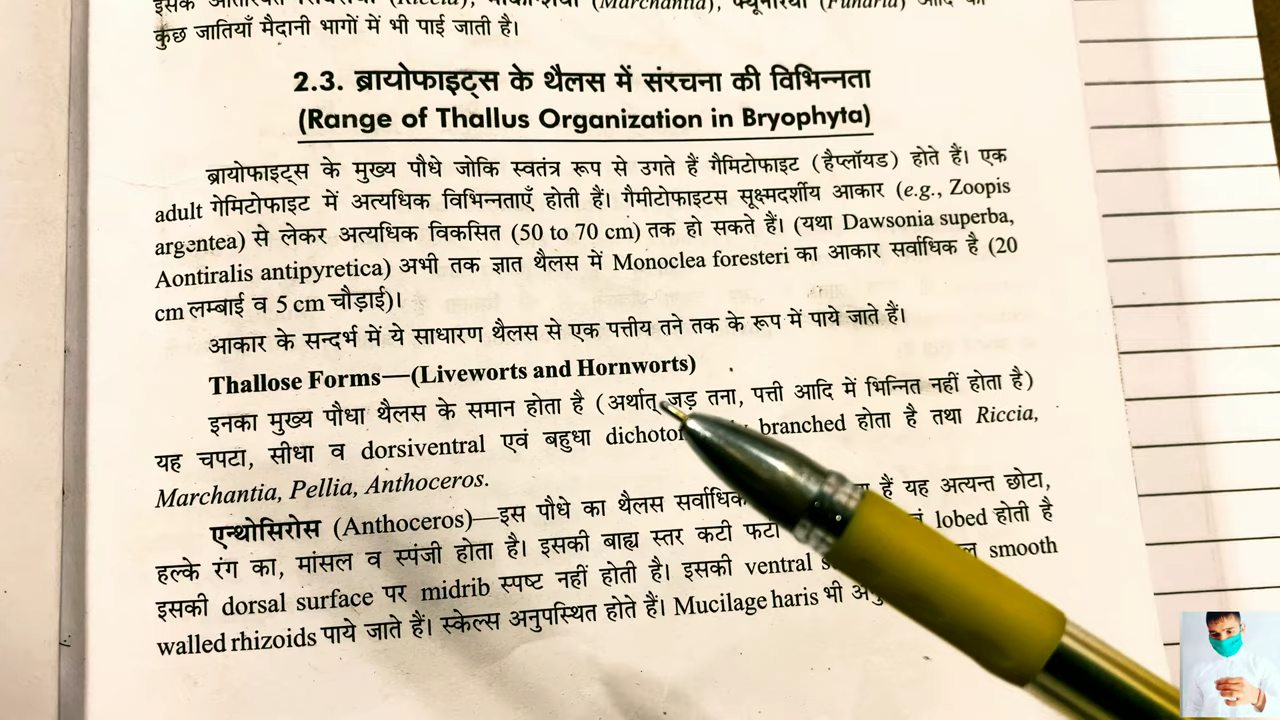 (Riccia), (Marchantia), (Funaria) आदि की
कुछ जातियाँ मैदानी भागों में भी पाई जाती है।
2.3. ब्रायोफाइट्स के थैलस में संरचना की विभिन्नता
(Range of Thallus Organization in Bryophyta)
ब्रायोफाइट्स के मुख्य पौधे जोकि स्वतंत्र रूप से उगते हैं गैमिटोफाइट (हैप्लॉयड) होते हैं। एक
adult गेमिटोफाइट में अत्यधिक विभिन्नताएँ होती हैं। गैमीटोफाइटस सूक्ष्मदर्शीय आकार (e.g., Zoopis
argentea) से लेकर अत्यधिक विकसित (50 to 70 cm) तक हो सकते हैं। (यथा Dawsonia superba,
Aontiralis antipyretica) अभी तक ज्ञात थैलस में Monoclea foresteri का आकार सर्वाधिक है (20
cm लम्बाई व 5 cm चौड़ाई)।
आकार के सन्दर्भ में ये साधारण थैलस से एक पत्तीय तने तक के रूप में पाये जाते हैं।
Thallose Forms—(Liveworts and Hornworts)
इनका मुख्य पौधा थैलस के समान होता है (अर्थात् जड़ तना, पत्ती आदि में भिन्नित नहीं होता है)
यह चपटा, सीधा व dorsiventral एवं बहुधा branched होता है तथा Riccia,
Marchantia, Pellia, Anthoceros.
एन्थोसिरोस (Anthoceros)—इस पौधे का थैलस हैं यह अत्यन्त छोटा,
हल्के रंग का, मांसल व स्पंजी होता है। इसकी बाह्य स्तर कटी फटी lobed होती है
इसकी dorsal surface पर midrib स्पष्ट नहीं होती है। इसकी ventral smooth
walled rhizoids पाये जाते हैं। स्केल्स अनुपस्थित होते हैं। Mucilage haris भी